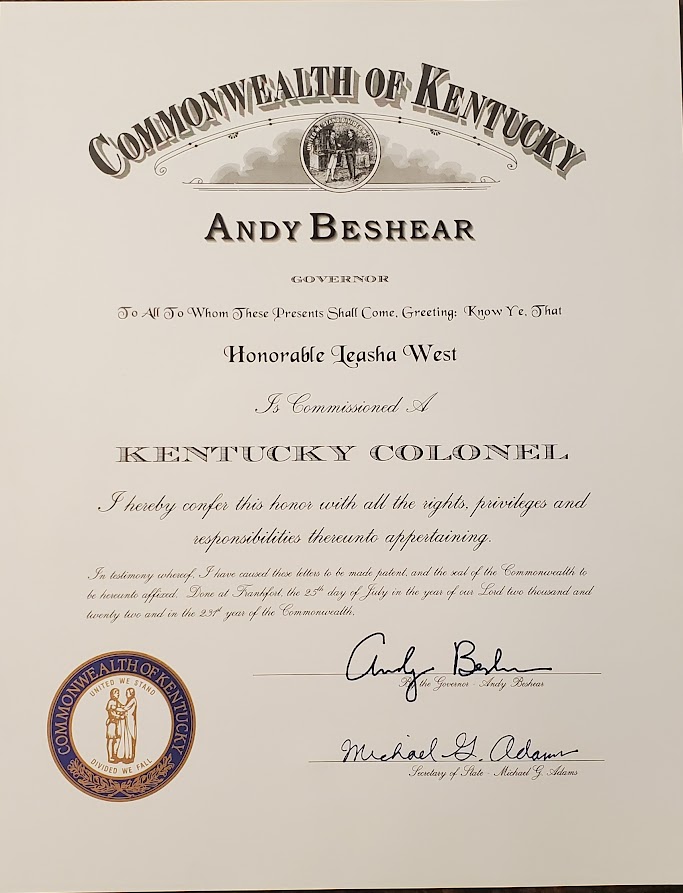 COMMONWEALTH OF KENTUCKY
ANDY BESHEAR
GOVERNOR
To All To Whom These Presents Shall Come, Greeting: Know Ye, That
Honorable Leasha West
Is Commissioned A
KENTUCKY COLONEL
I hereby confer this honor with all the rights, privileges and
responsibilities thereunto appertaining.
In testimony whereof, I have caused these letters to be made patent, and the seal of the Commonwealth to
be hereunto affixed. Done at Frankfort, the 25th day of July in the year of our Lord two thousand and
twenty two and in the 231st year of the Commonwealth.
Andy Beshear
By the Governor - Andy Beshear
Michael G. Adams
Secretary of State - Michael G. Adams
COMMONWEALTH OF KENTUCKY
UNITED WE STAND
DIVIDED WE FALL